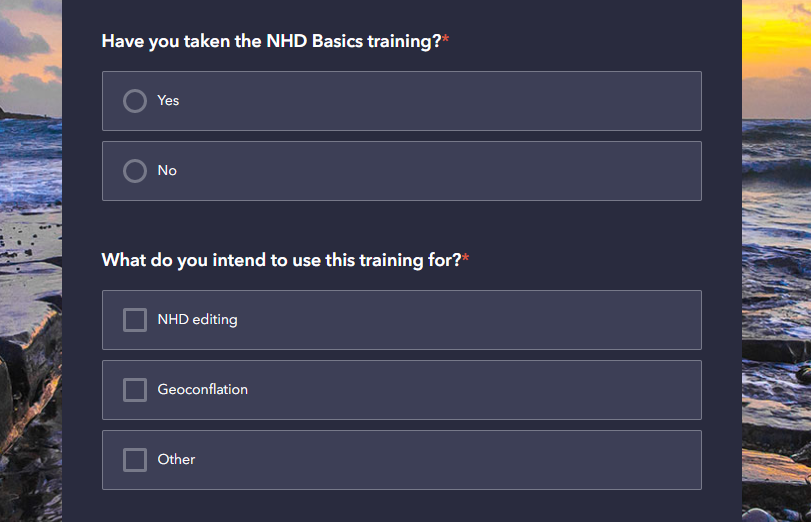 Have you taken the NHD Basics training?*
Yes
No
What do you intend to use this training for?*
NHD editing
Geoconflation
Other